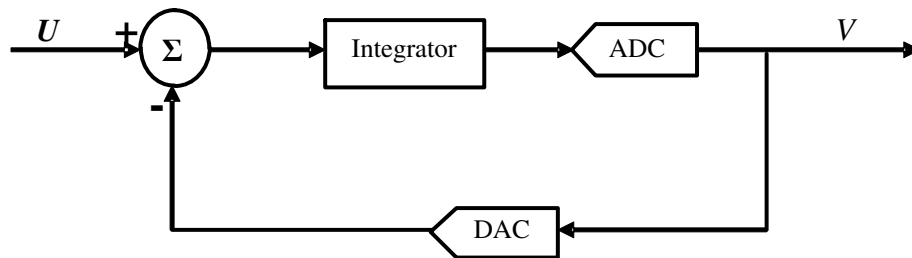 U + Σ Integrator ADC V
-
DAC